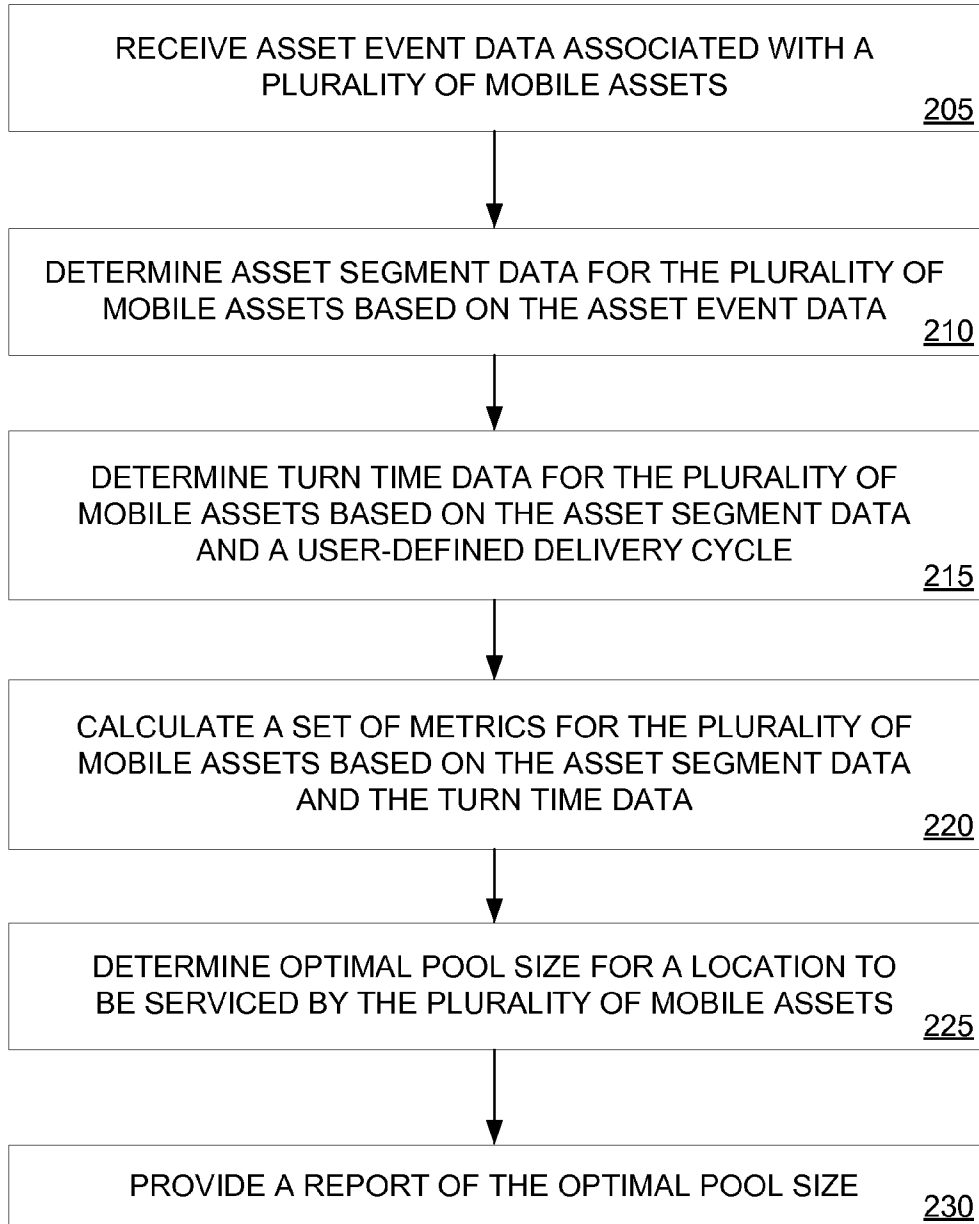 RECEIVE ASSET EVENT DATA ASSOCIATED WITH A
PLURALITY OF MOBILE ASSETS
205
DETERMINE ASSET SEGMENT DATA FOR THE PLURALITY OF
MOBILE ASSETS BASED ON THE ASSET EVENT DATA
210
DETERMINE TURN TIME DATA FOR THE PLURALITY OF
MOBILE ASSETS BASED ON THE ASSET SEGMENT DATA
AND A USER-DEFINED DELIVERY CYCLE
215
CALCULATE A SET OF METRICS FOR THE PLURALITY OF
MOBILE ASSETS BASED ON THE ASSET SEGMENT DATA
AND THE TURN TIME DATA
220
DETERMINE OPTIMAL POOL SIZE FOR A LOCATION TO
BE SERVICED BY THE PLURALITY OF MOBILE ASSETS
225
PROVIDE A REPORT OF THE OPTIMAL POOL SIZE
230